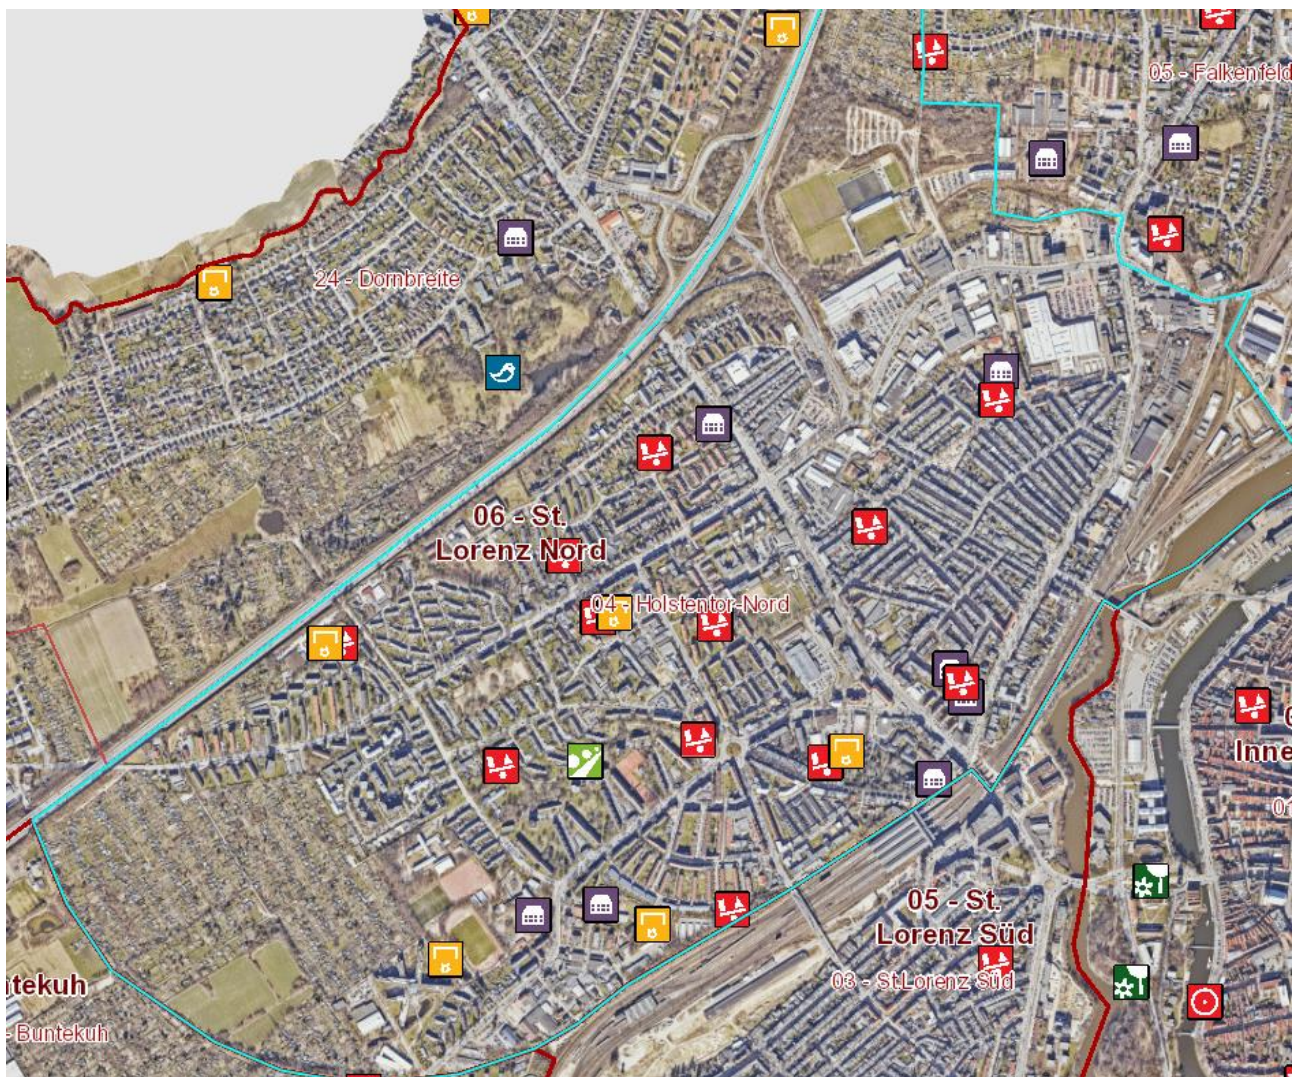 05 - Falkenfeld
24 - Dornbreite
06 - St.
Lorenz Nord
04 - Holstentor-Nord
Inne
05 - St.
Lorenz Süd
03 - St.Lorenz Süd
ntekuh
- Buntekuh